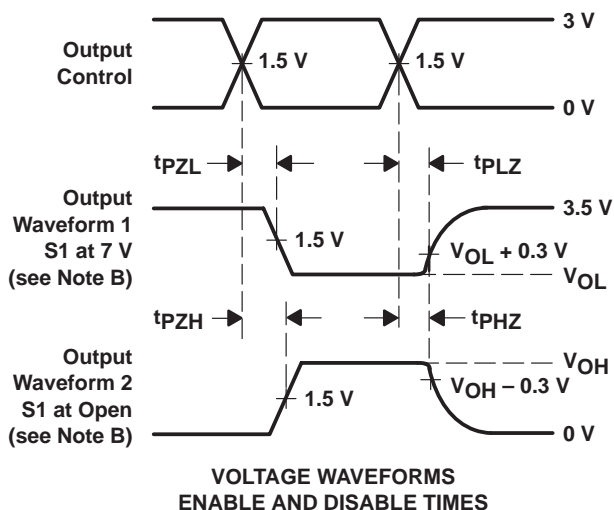 3 V
Output
Control
1.5 V
1.5 V
0 V
tPZL
tPLZ
Output
Waveform 1
S1 at 7 V
(see Note B)
3.5 V
1.5 V
VOL + 0.3 V
VOL
tPZH
tPHZ
Output
Waveform 2
S1 at Open
(see Note B)
VOH
VOH – 0.3 V
1.5 V
0 V
VOLTAGE WAVEFORMS
ENABLE AND DISABLE TIMES